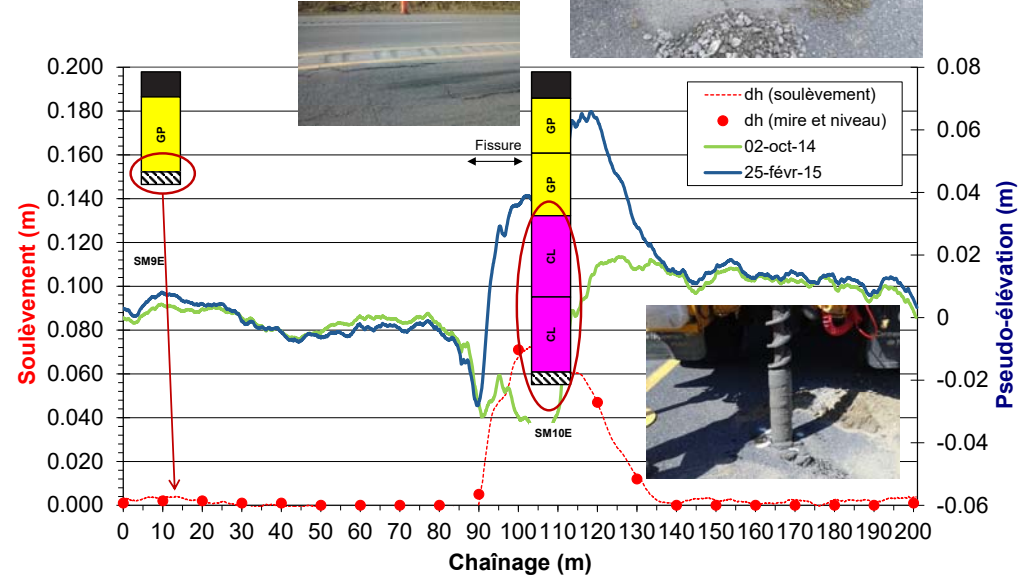 0.200
0.180
0.160
0.140
0.120
0.100
0.080
0.060
0.040
0.020
0.000
Soulèvement (m)
GP
SM9E
Fissure
GP
GP
CL
CL
SM10E
dh (soulèvement)
dh (mire et niveau)
02-oct-14
25-févr-15
0.08
0.06
0.04
0.02
0
-0.02
-0.04
-0.06
Pseudo-élévation (m)
0 10 20 30 40 50 60 70 80 90 100 110 120 130 140 150 160 170 180 190 200
Chaînage (m)